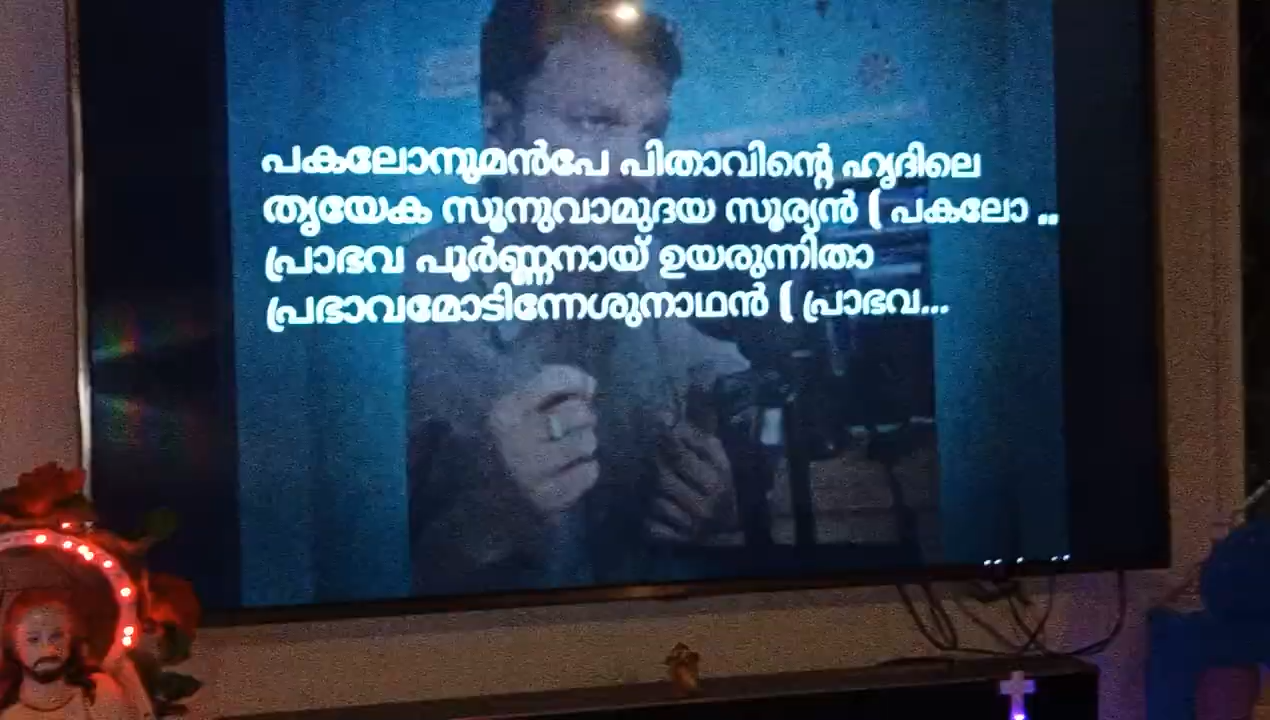 പകലോനുമൻപേ പിതാവിന്റെ ഹൃദിലെ
തൃയേക സൂനുവാമുദയ സൂര്യൻ ( പകലോ ..
പ്രാഭവ പൂർണ്ണനായ് ഉയരുന്നിതാ
പ്രഭാവമോടിന്നേശുനാഥൻ ( പ്രാഭവ...